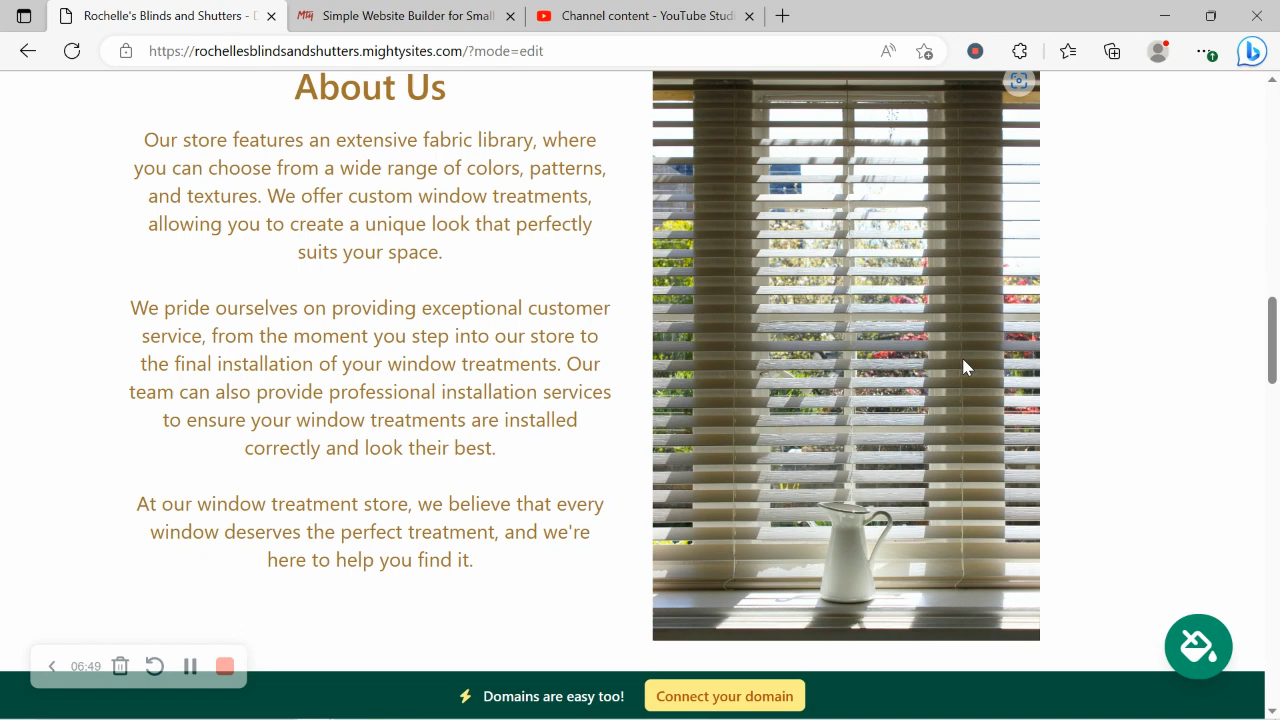 Rochelle's Blinds and Shutters - D
Simple Website Builder for Small
Channel content - YouTube Studi
https://rochellesblindsandshutters.mightysites.com/?mode=edit
About Us
Our store features an extensive fabric library, where
you can choose from a wide range of colors, patterns,
and textures. We offer custom window treatments,
allowing you to create a unique look that perfectly
suits your space.
We pride ourselves on providing exceptional customer
service, from the moment you step into our store to
the final installation of your window treatments. Our
team can also provide professional installation services
to ensure your window treatments are installed
correctly and look their best.
At our window treatment store, we believe that every
window deserves the perfect treatment, and we're
here to help you find it.
06:49
Domains are easy too!
Connect your domain